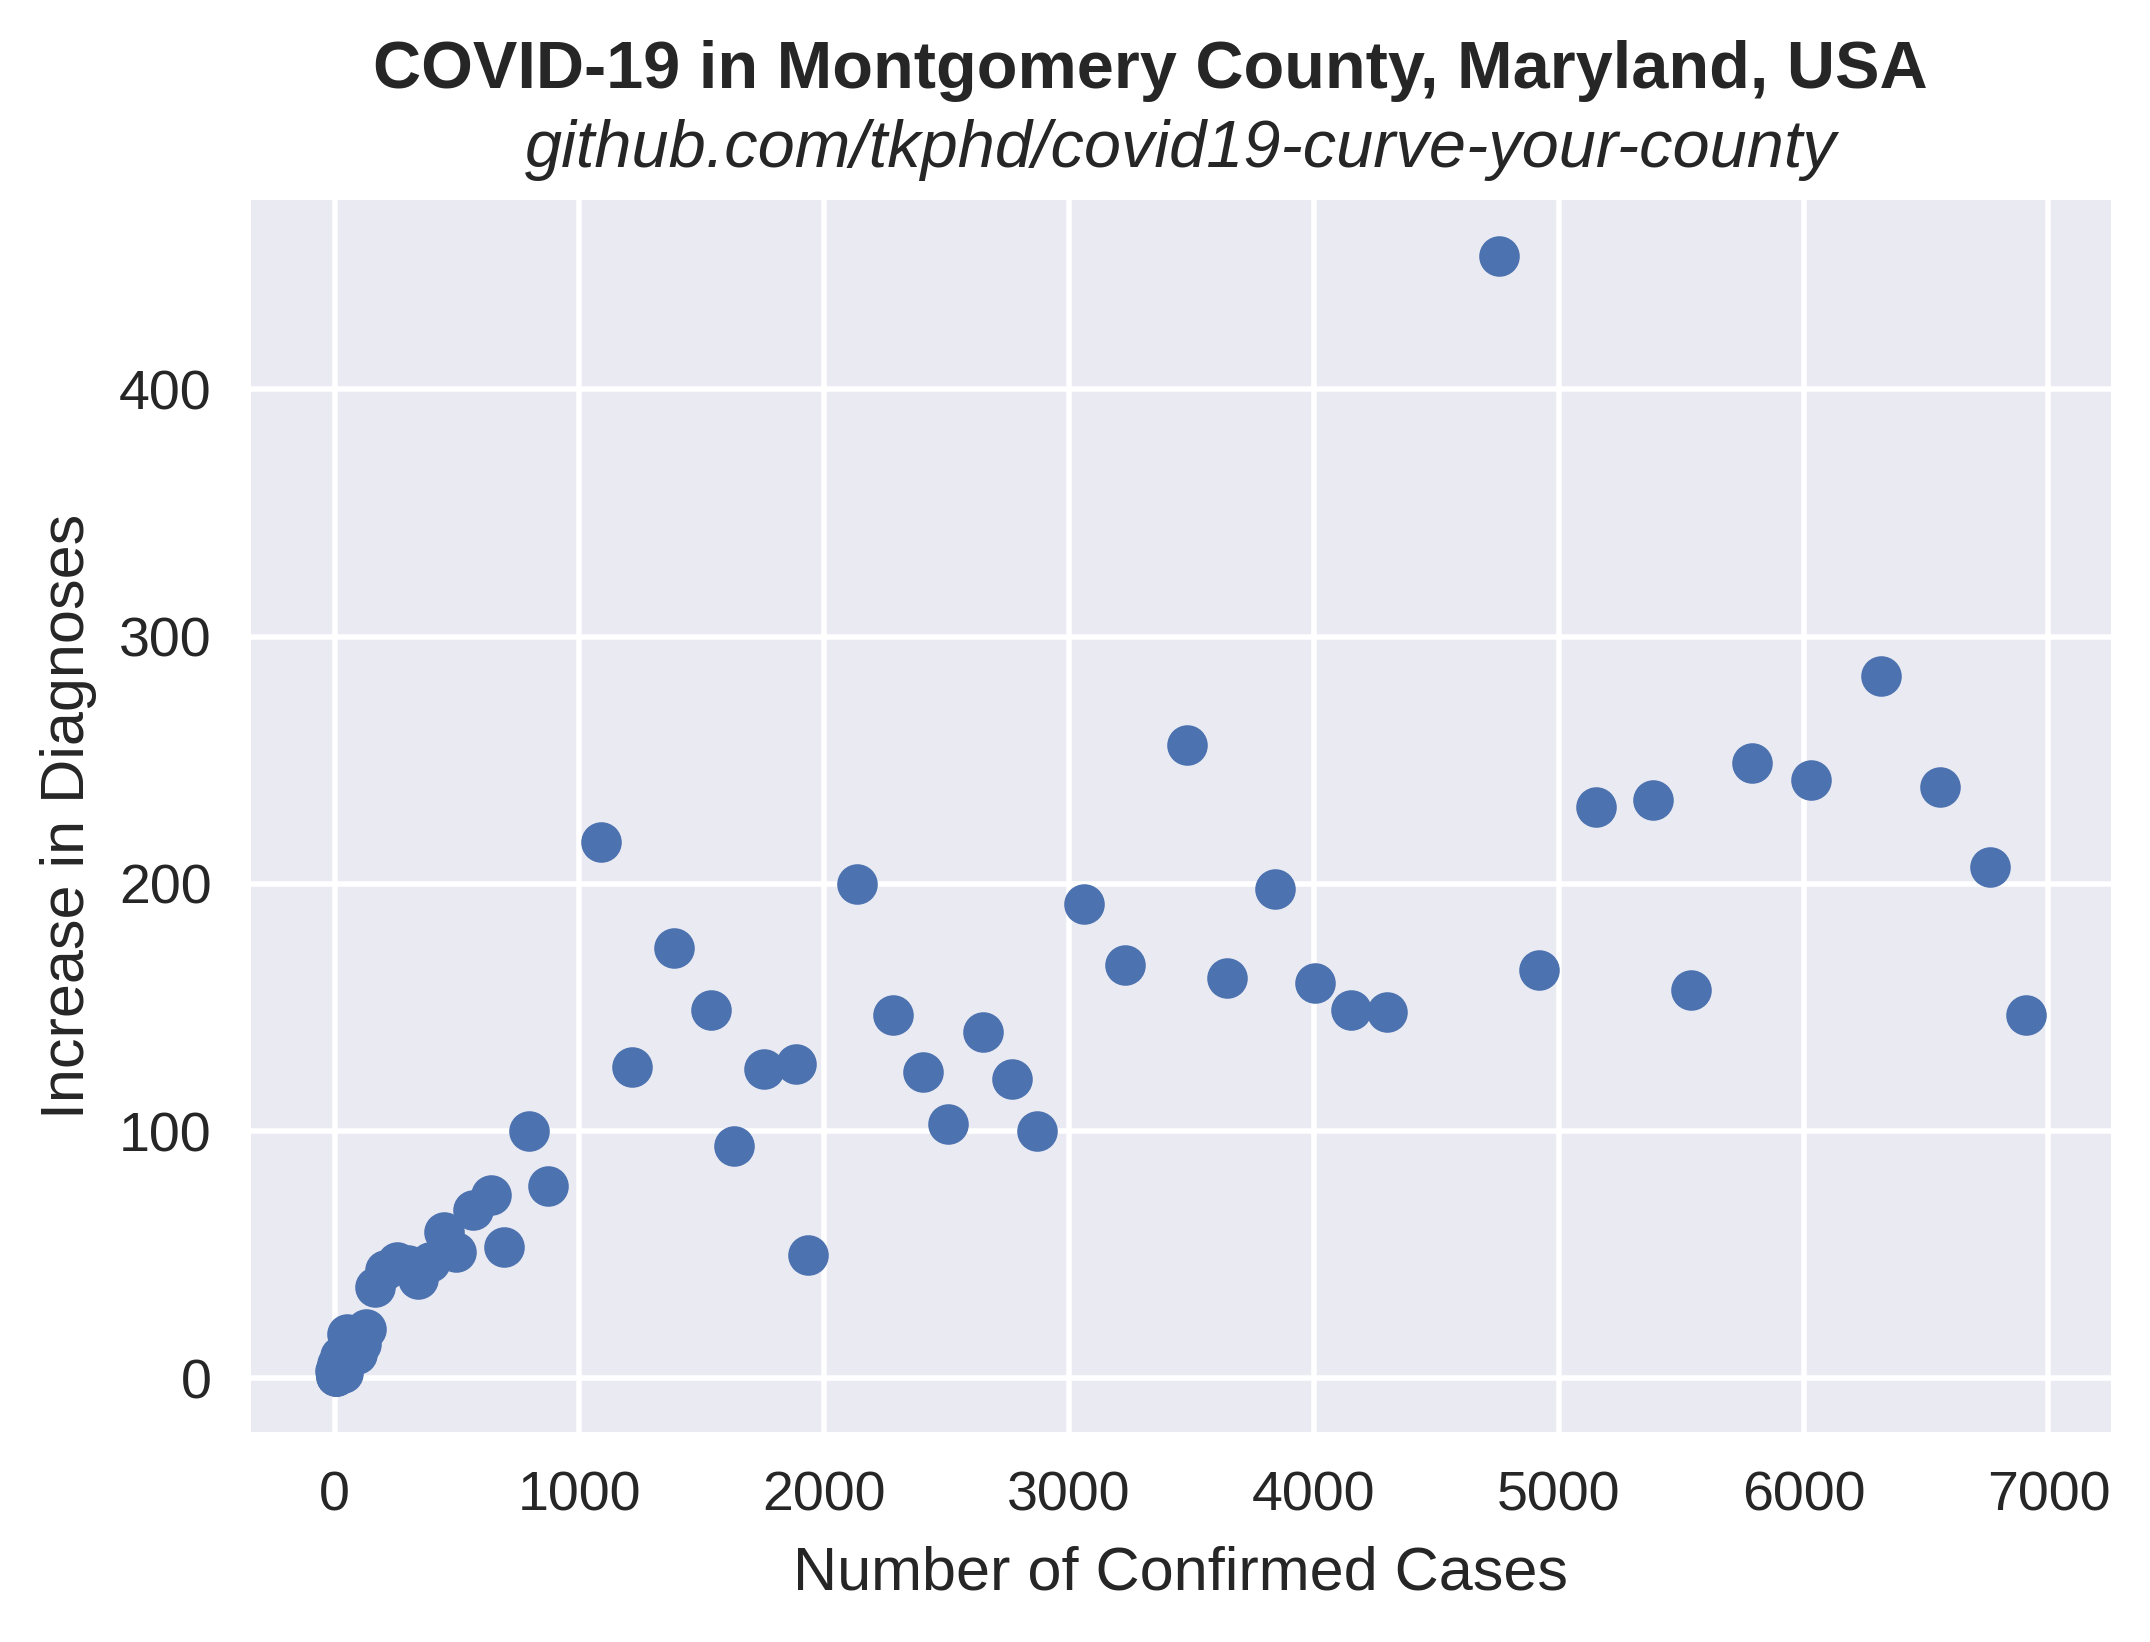 COVID-19 in Montgomery County, Maryland, USA
github.com/tkphd/covid19-curve-your-county
Increase in Diagnoses
400
300
200
100
0
0 1000 2000 3000 4000 5000 6000 7000
Number of Confirmed Cases